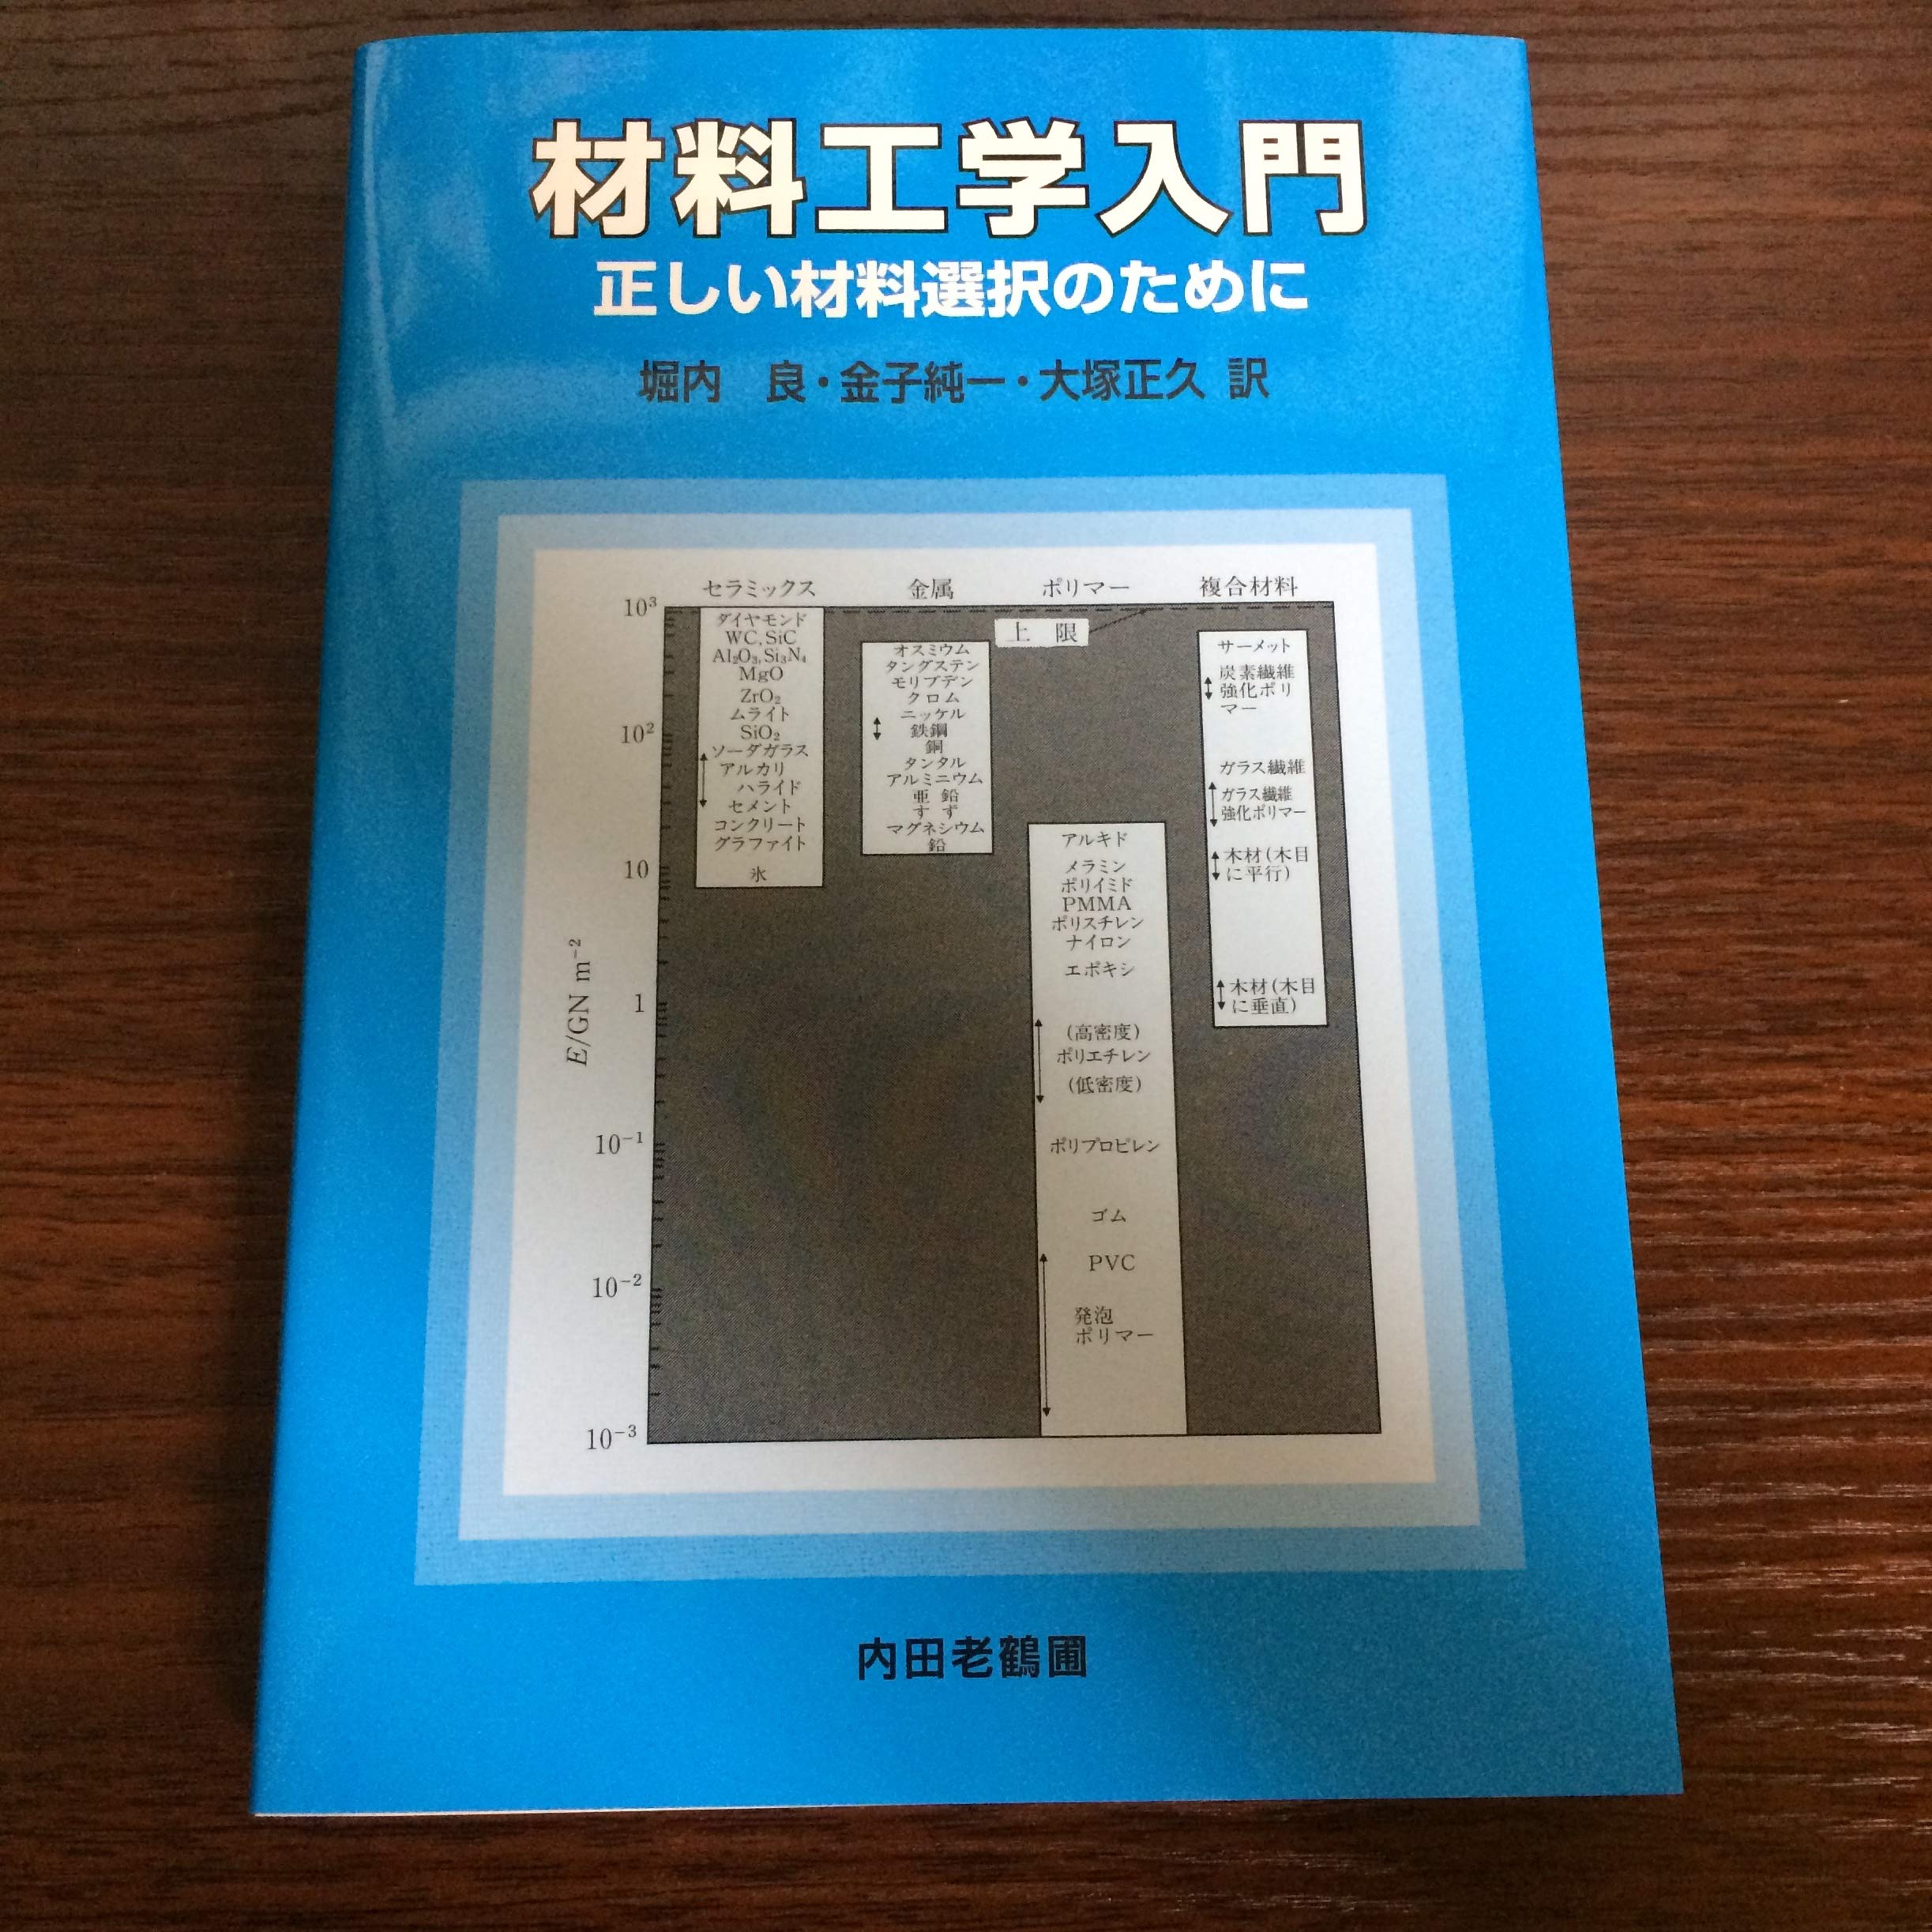 材料工学入門
正しい材料選択のために
堀内 良・金子純一・大塚正久 訳
セラミックス 金属 ポリマー 複合材料
10³
10²
10
1
10⁻¹
10⁻²
10⁻³
E/GN m⁻²
上 限
ダイヤモンド
WC, SiC
Al₂O₃, Si₃N₄
MgO
ZrO₂
ムライト
SiO₂
ソーダガラス
アルカリ
ハライド
セメント
コンクリート
グラファイト
氷
オスミウム
タングステン
モリブデン
クロム
ニッケル
鉄鋼
銅
タンタル
アルミニウム
亜 鉛
す ず
マグネシウム
鉛
アルキド
メラミン
ポリイミド
PMMA
ポリスチレン
ナイロン
エポキシ
(高密度)
ポリエチレン
(低密度)
ポリプロピレン
ゴム
PVC
発泡
ポリマー
サーメット
炭素繊維
強化ポリ
マー
ガラス繊維
ガラス繊維
強化ポリマー
木材(木目
に平行)
木材(木目
に垂直)
内田老鶴圃